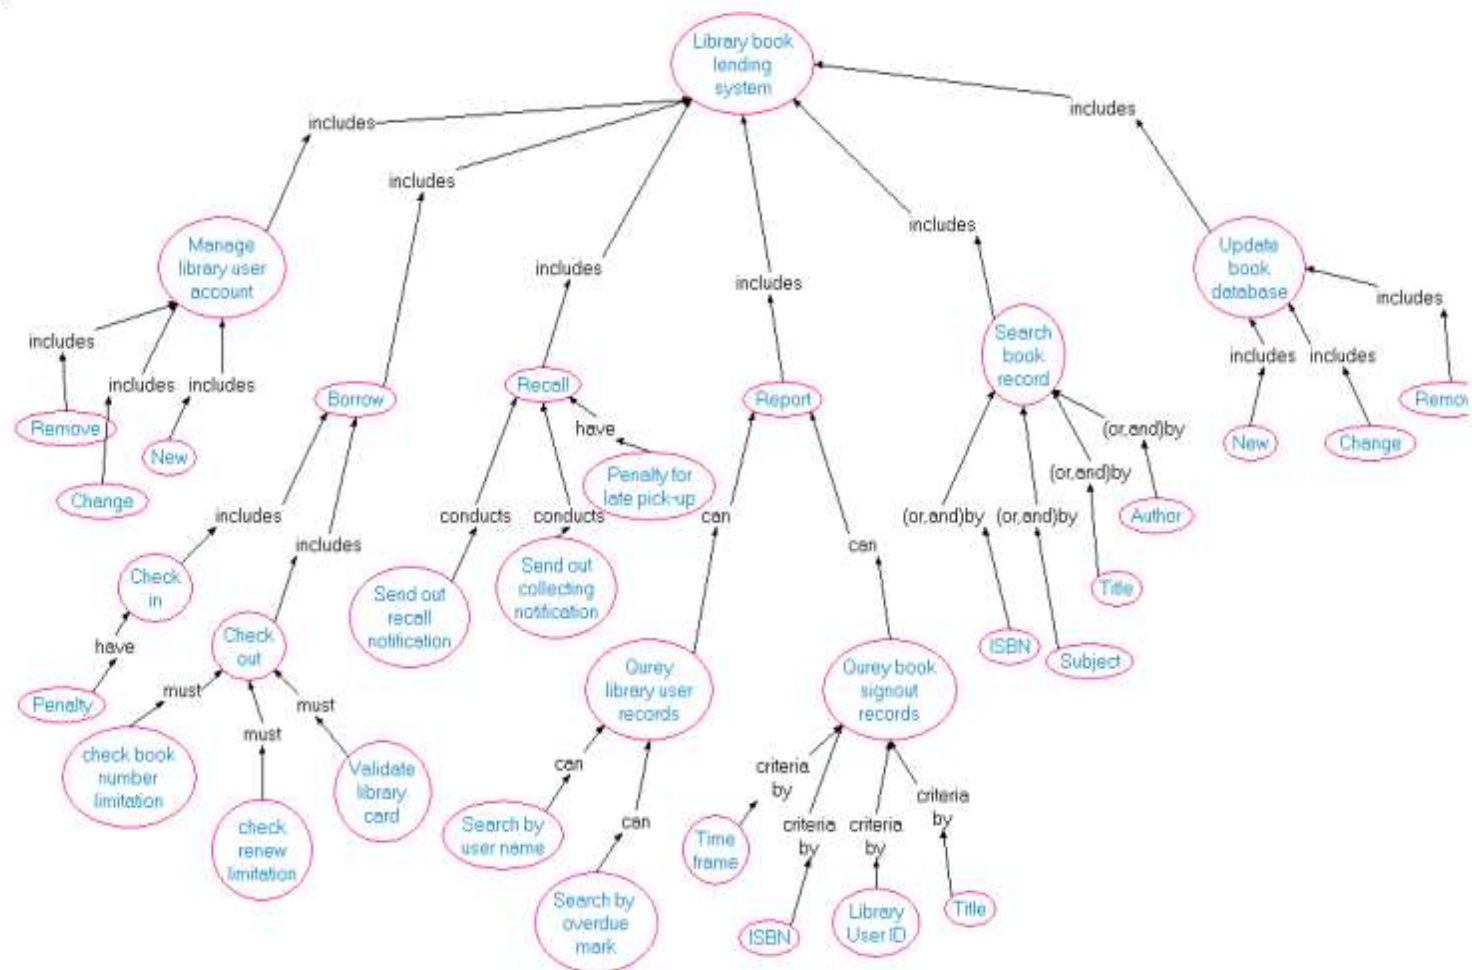 Library book
lending
system
includes
includes
includes
includes
includes
includes
Manage
library user
account
Update
book
database
Search
book
record
includes
includes
includes
Remove
Change
New
Borrow
Recall
Report
includes
includes
includes
New
Change
Remov
have
Penalty for
late pick-up
conducts
conducts
Send out
recall
notification
Send out
collecting
notification
includes
includes
Check
in
Check
out
have
Penalty
must
must
must
check book
number
limitation
check
renew
limitation
Validate
library
card
can
can
Qurey
library user
records
Qurey book
signout
records
(or,and)by
(or,and)by
(or,and)by
(or,and)by
ISBN
Subject
Title
Author
can
can
Search by
user name
Search by
overdue
mark
criteria
by
criteria
by
criteria
by
criteria
by
Time
frame
ISBN
Library
User ID
Title